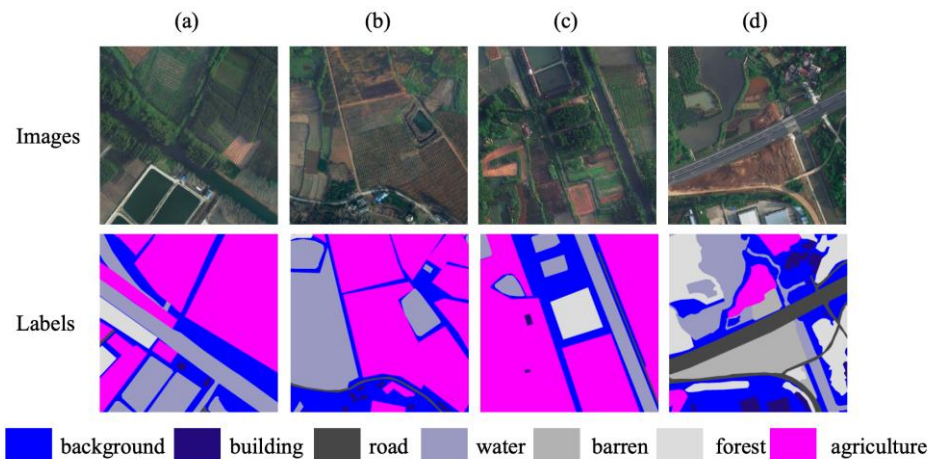 (a) (b) (c) (d)
Images
Labels
background building road water barren forest agriculture